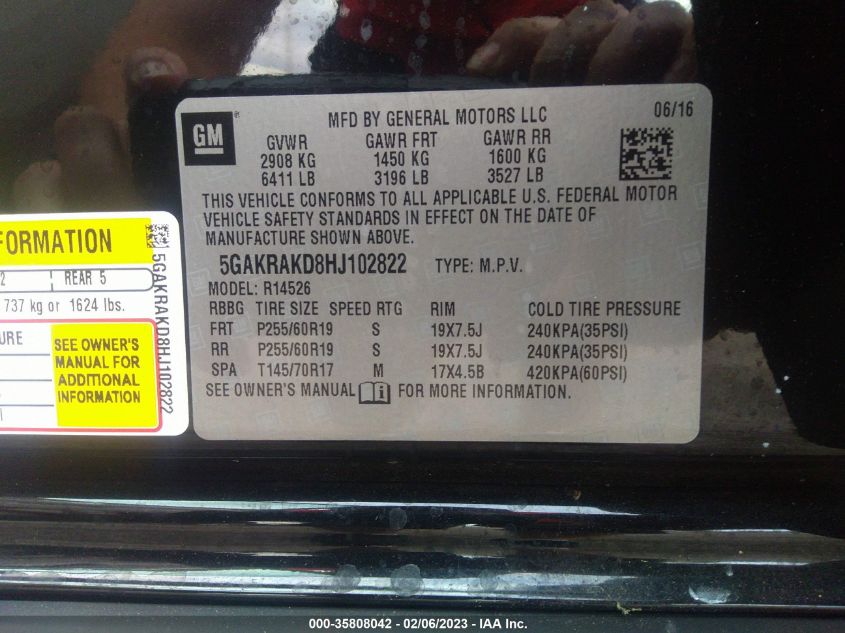 GM
MFD BY GENERAL MOTORS LLC 06/16
GVWR GAWR FRT GAWR RR
2908 KG 1450 KG 1600 KG
6411 LB 3196 LB 3527 LB
THIS VEHICLE CONFORMS TO ALL APPLICABLE U.S. FEDERAL MOTOR
VEHICLE SAFETY STANDARDS IN EFFECT ON THE DATE OF
MANUFACTURE SHOWN ABOVE.
5GAKRAKD8HJ102822 TYPE: M.P.V.
MODEL: R14526
RBBG TIRE SIZE SPEED RTG RIM COLD TIRE PRESSURE
FRT P255/60R19 S 19X7.5J 240KPA(35PSI)
RR P255/60R19 S 19X7.5J 240KPA(35PSI)
SPA T145/70R17 M 17X4.5B 420KPA(60PSI)
SEE OWNER'S MANUAL FOR MORE INFORMATION.
FORMATION
2 REAR 5
737 kg or 1624 lbs.
URE
SEE OWNER'S
MANUAL FOR
ADDITIONAL
INFORMATION
5GAKRAKD8HJ102822
000-35808042 - 02/06/2023 - IAA Inc.